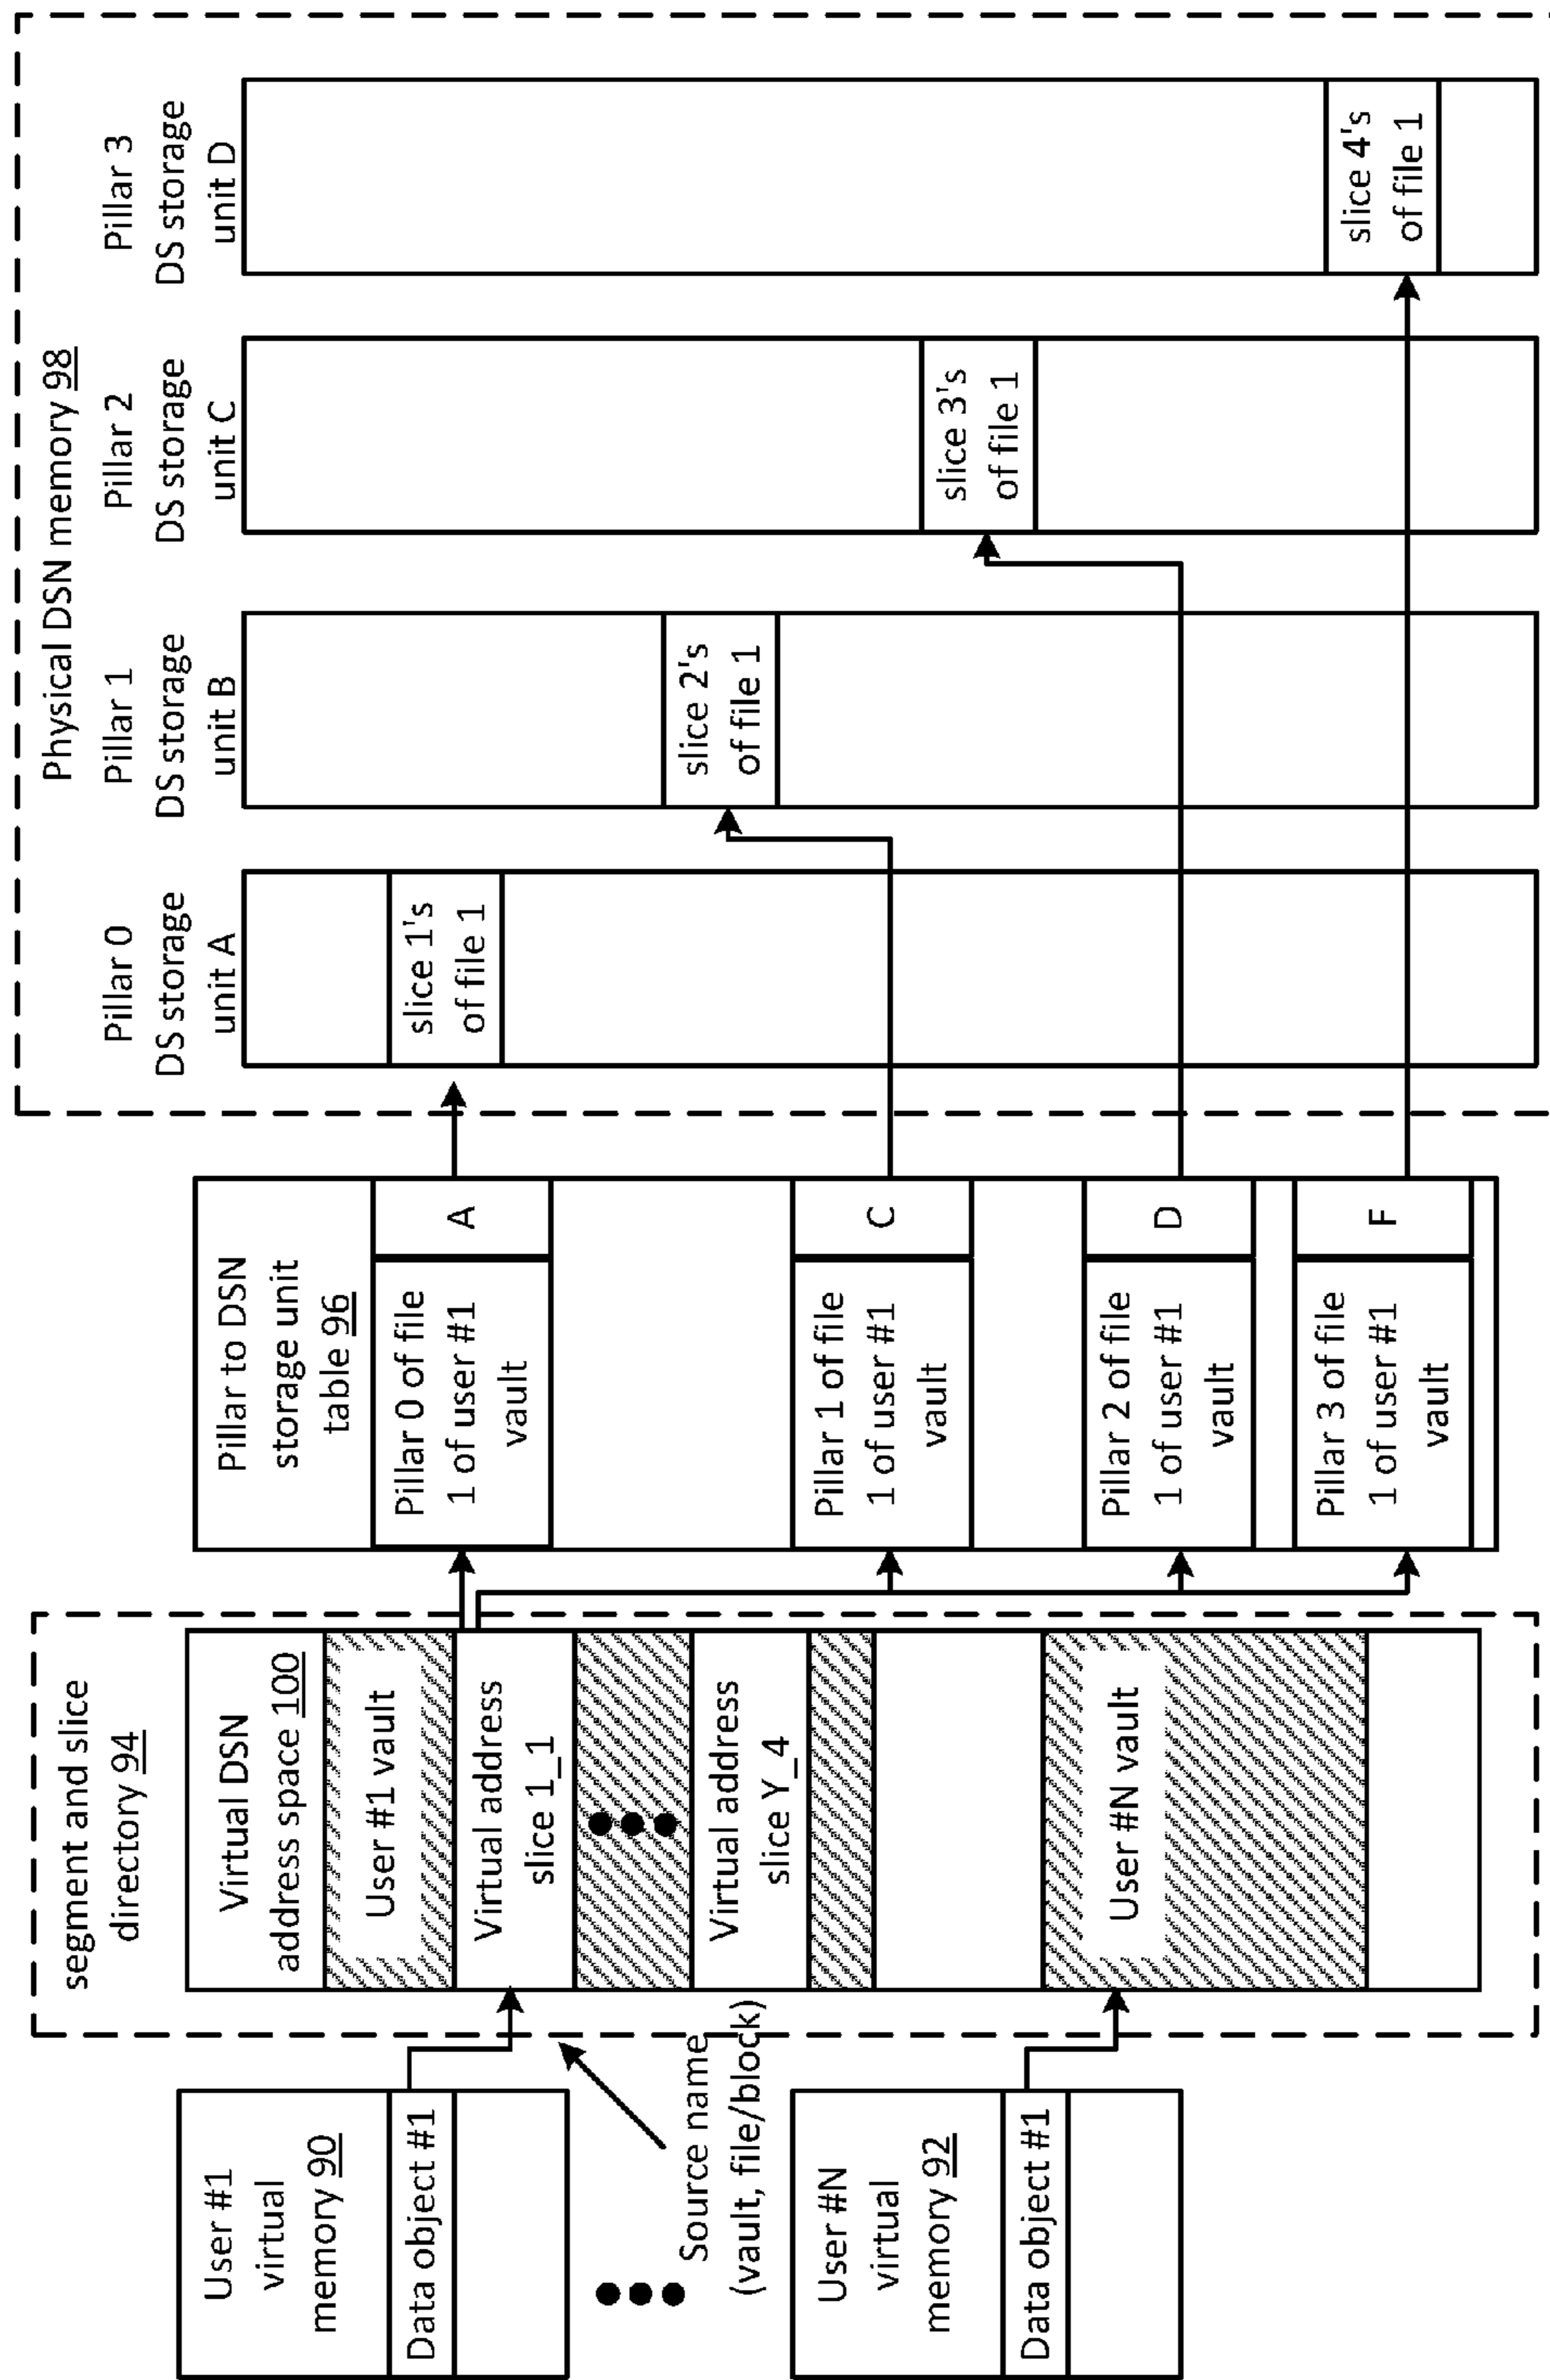 User #1
virtual
memory 90
Data object #1
Source name
(vault, file/block)
User #N
virtual
memory 92
Data object #1
segment and slice
directory 94
Virtual DSN
address space 100
User #1 vault
Virtual address
slice 1_1
Virtual address
slice Y_4
User #N vault
Pillar to DSN
storage unit
table 96
Pillar 0 of file
1 of user #1
vault
A
Pillar 1 of file
1 of user #1
vault
C
Pillar 2 of file
1 of user #1
vault
D
Pillar 3 of file
1 of user #1
vault
F
Physical DSN memory 98
Pillar 0
DS storage
unit A
slice 1's
of file 1
Pillar 1
DS storage
unit B
slice 2's
of file 1
Pillar 2
DS storage
unit C
slice 3's
of file 1
Pillar 3
DS storage
unit D
slice 4's
of file 1